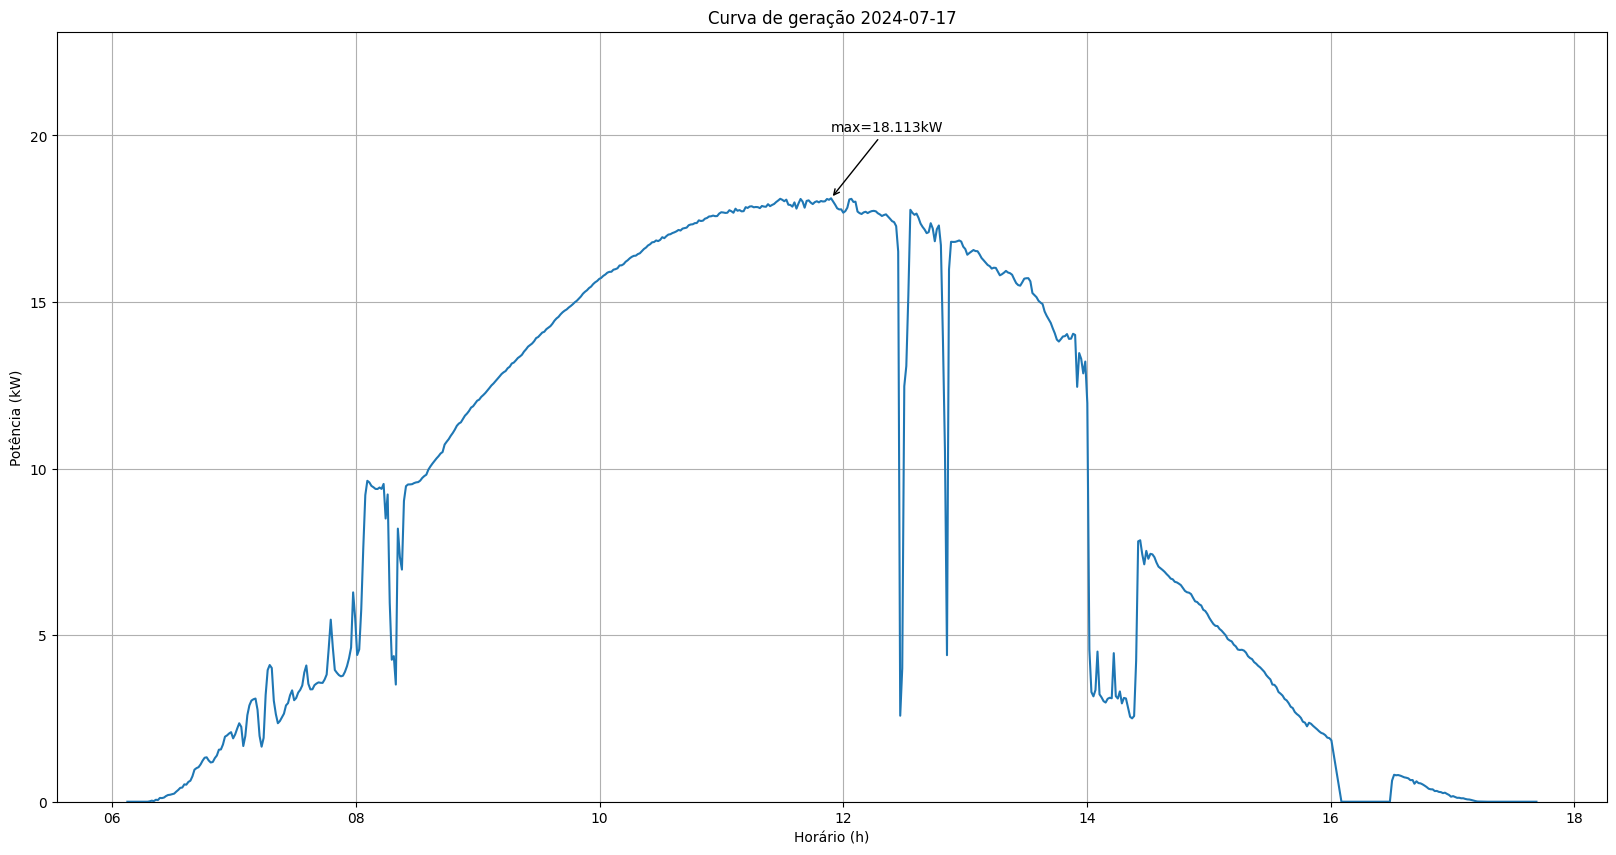 Curva de geração 2024-07-17
max=18.113kW
Potência (kW)
20
15
10
5
0
06 08 10 12 14 16 18
Horário (h)